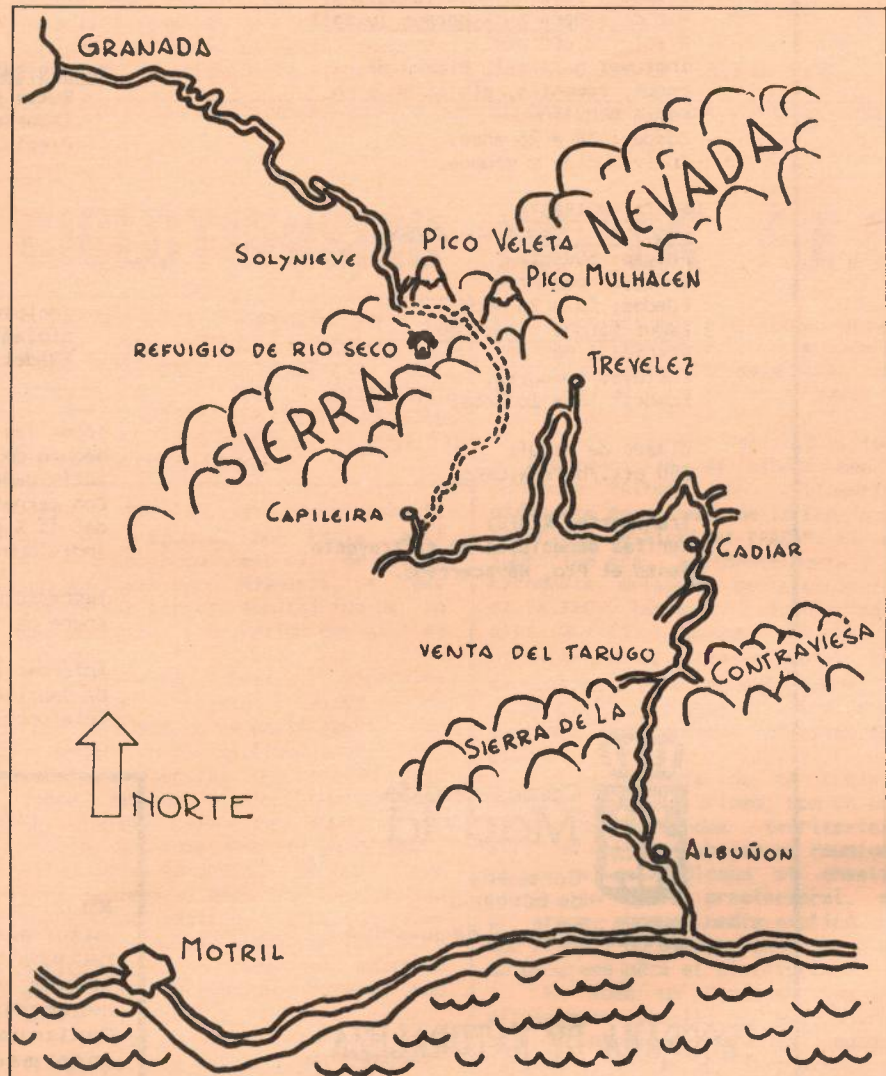 GRANADA
NEVADA
SOLYNIEVE
PICO VELETA
PICO MULHACEN
REFUIGIO DE RIO SECO
TREVELEZ
SIERRA
CAPILEIRA
CADIAR
VENTA DEL TARUGO
CONTRAVIESA
SIERRA DE LA
NORTE
ALBUÑON
MOTRIL